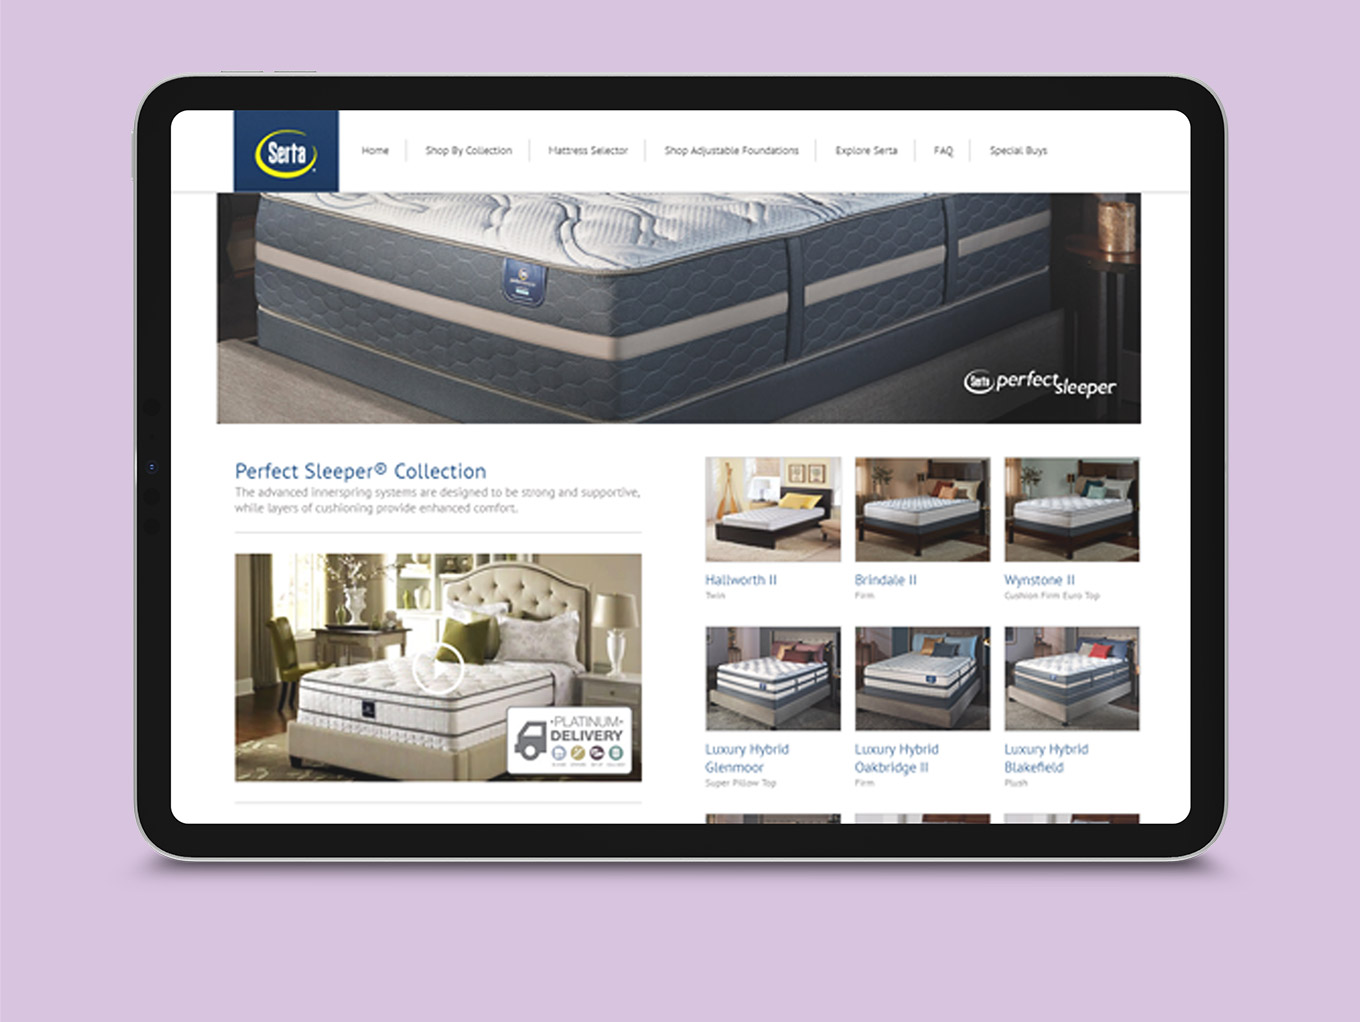 Serta
Home
Shop By Collection
Mattress Selector
Shop Adjustable Foundations
Explore Serta
FAQ
Special Buys
Serta perfect sleeper
Perfect Sleeper® Collection
The advanced innerspring systems are designed to be strong and supportive,
while layers of cushioning provide enhanced comfort.
PLATINUM
DELIVERY
Hallworth II
Twin
Brindale II
Firm
Wynstone II
Cushion Firm Euro Top
Luxury Hybrid
Glenmoor
Super Pillow Top
Luxury Hybrid
Oakbridge II
Firm
Luxury Hybrid
Blakefield
Plush